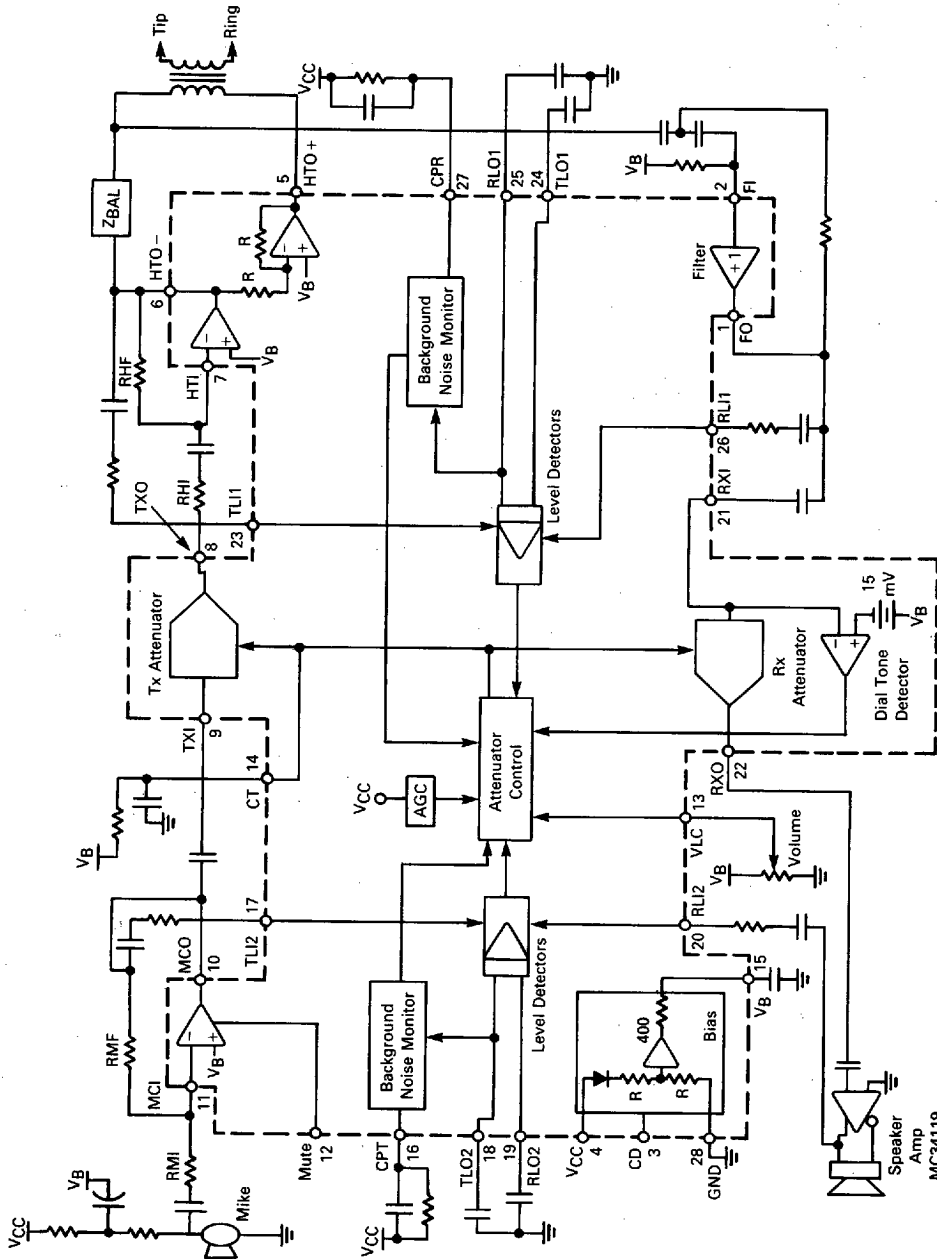 VCC
VB
Mike
RMI
MCI
11
RMF
VB
MCO
10
TLI2
17
VB
CT
14
TXI
9
Tx Attenuator
TXO
8
RHI
TLI1
23
RHF
HTI
7
VB
HTO-
6
ZBAL
R
R
VB
HTO+
5
Tip
Ring
Mute
12
CPT
16
VCC
Background
Noise Monitor
TLO2
18
19
RLO2
Level Detectors
VCC
AGC
Attenuator
Control
Level Detectors
Background
Noise Monitor
CPR
27
VCC
RLO1
25
24
TLO1
VCC
4
CD
3
28
GND
R
R
400
Bias
VB
15
RLI2
20
VLC
13
VB
Volume
RXO
22
Rx
Attenuator
Dial Tone
Detector
15
mV
VB
RXI
21
RLI1
26
1
FO
Filter
+1
2
FI
VB
Speaker
Amp
MC34119